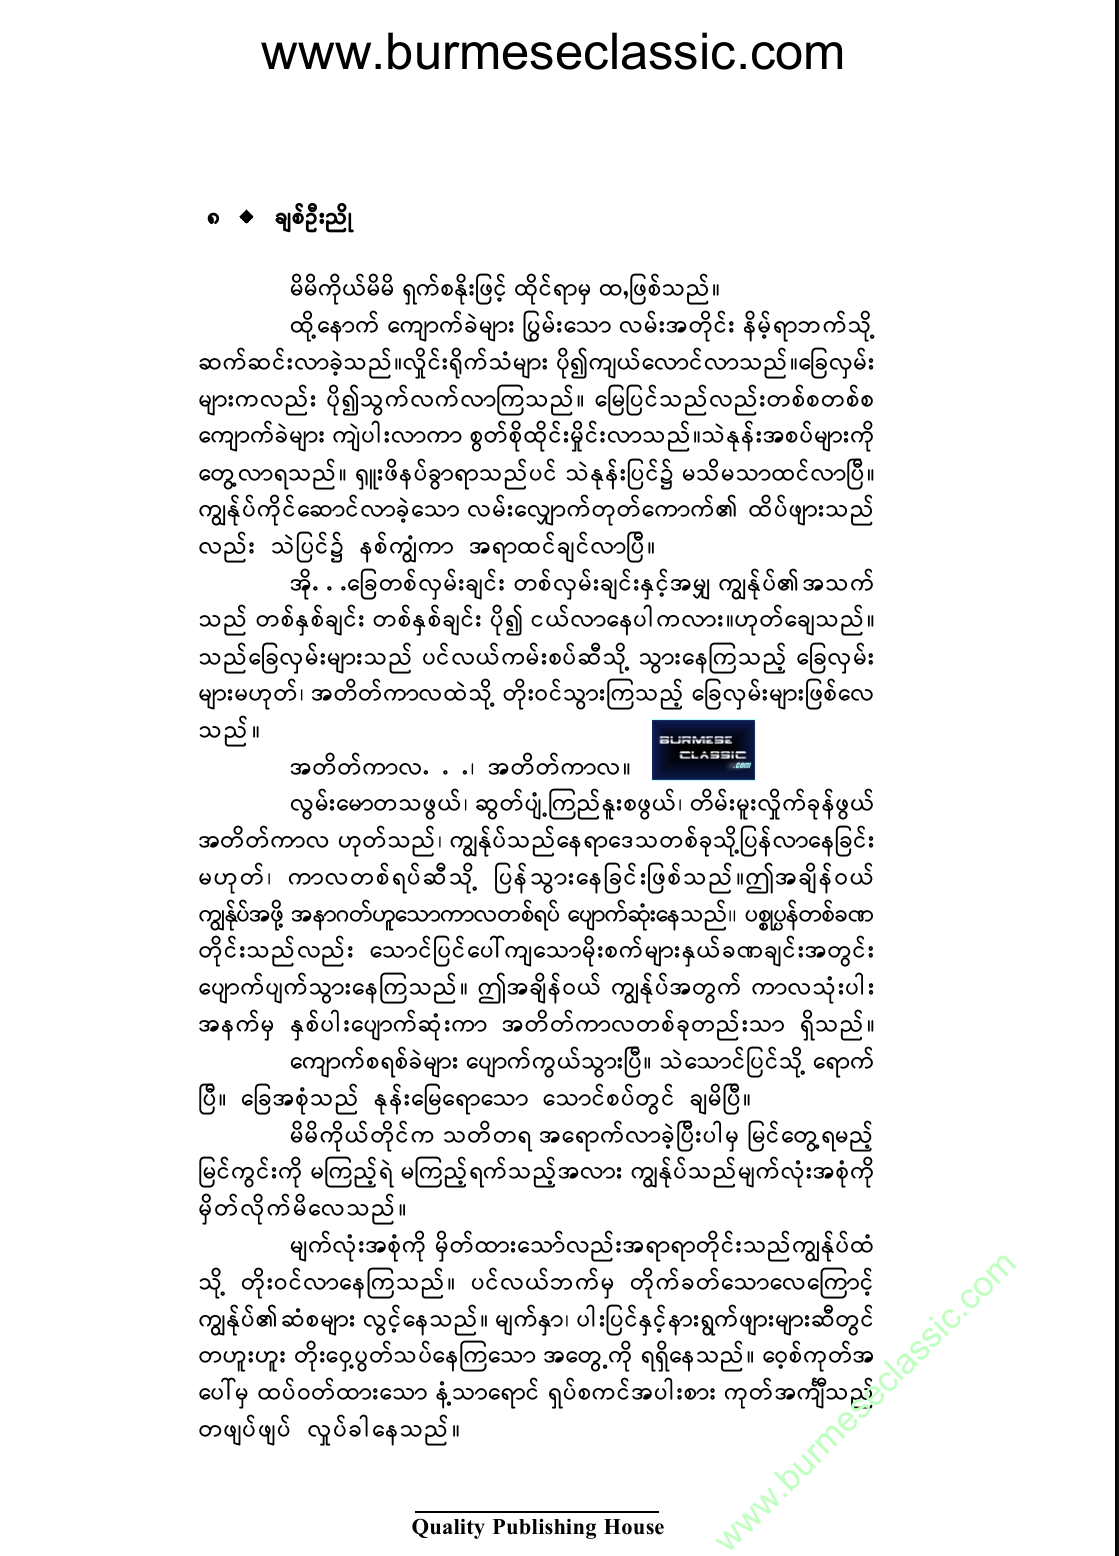 www.burmeseclassic.com
၈ ◆ ချစ်ဦးညို
မိမိကိုယ်မိမိ ရှက်စနိုးဖြင့် ထိုင်ရာမှ ထ,ဖြစ်သည်။
ထို့နောက် ကျောက်ခဲများ ပြွမ်းသော လမ်းအတိုင်း နိမ့်ရာဘက်သို့
ဆက်ဆင်းလာခဲ့သည်။လှိုင်းရိုက်သံများ ပို၍ကျယ်လောင်လာသည်။ခြေလှမ်း
များကလည်း ပို၍သွက်လက်လာကြသည်။ မြေပြင်သည်လည်းတစ်စတစ်စ
ကျောက်ခဲများ ကျဲပါးလာကာ စွတ်စိုထိုင်းမှိုင်းလာသည်။သဲနုန်းအစပ်များကို
တွေ့လာရသည်။ ရှူးဖိနပ်ခွာရာသည်ပင် သဲနုန်းပြင်၌ မသိမသာထင်လာပြီ။
ကျွန်ုပ်ကိုင်ဆောင်လာခဲ့သော လမ်းလျှောက်တုတ်ကောက်၏ ထိပ်ဖျားသည်
လည်း သဲပြင်၌ နစ်ကျွံကာ အရာထင်ချင်လာပြီ။
အို. . .ခြေတစ်လှမ်းချင်း တစ်လှမ်းချင်းနှင့်အမျှ ကျွန်ုပ်၏အသက်
သည် တစ်နှစ်ချင်း တစ်နှစ်ချင်း ပို၍ ငယ်လာနေပါကလား။ဟုတ်ချေသည်။
သည်ခြေလှမ်းများသည် ပင်လယ်ကမ်းစပ်ဆီသို့ သွားနေကြသည့် ခြေလှမ်း
များမဟုတ်၊ အတိတ်ကာလထဲသို့ တိုးဝင်သွားကြသည့် ခြေလှမ်းများဖြစ်လေ
သည်။
BURMESE
CLASSIC
.com
အတိတ်ကာလ. . .၊ အတိတ်ကာလ။
လွမ်းမောတသဖွယ်၊ ဆွတ်ပျံ့ကြည်နူးစဖွယ်၊ တိမ်းမူးလှိုက်ခုန်ဖွယ်
အတိတ်ကာလ ဟုတ်သည်၊ ကျွန်ုပ်သည်နေရာဒေသတစ်ခုသို့ပြန်လာနေခြင်း
မဟုတ်၊ ကာလတစ်ရပ်ဆီသို့ ပြန်သွားနေခြင်းဖြစ်သည်။ဤအချိန်ဝယ်
ကျွန်ုပ်အဖို့ အနာဂတ်ဟူသောကာလတစ်ရပ် ပျောက်ဆုံးနေသည်။ ပစ္စုပ္ပန်တစ်ခဏ
တိုင်းသည်လည်း သောင်ပြင်ပေါ်ကျသောမိုးစက်များနှယ်ခဏချင်းအတွင်း
ပျောက်ပျက်သွားနေကြသည်။ ဤအချိန်ဝယ် ကျွန်ုပ်အတွက် ကာလသုံးပါး
အနက်မှ နှစ်ပါးပျောက်ဆုံးကာ အတိတ်ကာလတစ်ခုတည်းသာ ရှိသည်။
ကျောက်စရစ်ခဲများ ပျောက်ကွယ်သွားပြီ။ သဲသောင်ပြင်သို့ ရောက်
ပြီ။ ခြေအစုံသည် နုန်းမြေရောသော သောင်စပ်တွင် ချမိပြီ။
မိမိကိုယ်တိုင်က သတိတရ အရောက်လာခဲ့ပြီးပါမှ မြင်တွေ့ရမည့်
မြင်ကွင်းကို မကြည့်ရဲ မကြည့်ရက်သည့်အလား ကျွန်ုပ်သည်မျက်လုံးအစုံကို
မှိတ်လိုက်မိလေသည်။
မျက်လုံးအစုံကို မှိတ်ထားသော်လည်းအရာရာတိုင်းသည်ကျွန်ုပ်ထံ
သို့ တိုးဝင်လာနေကြသည်။ ပင်လယ်ဘက်မှ တိုက်ခတ်သောလေကြောင့်
ကျွန်ုပ်၏ဆံစများ လွင့်နေသည်။ မျက်နှာ၊ ပါးပြင်နှင့်နားရွက်ဖျားများဆီတွင်
တဟူးဟူး တိုးဝှေ့ပွတ်သပ်နေကြသော အတွေ့ကို ရရှိနေသည်။ ဝေ့စ်ကုတ်အ
ပေါ်မှ ထပ်ဝတ်ထားသော နံ့သာရောင် ရှပ်စကင်အပါးစား ကုတ်အင်္ကျီသည်
တဖျပ်ဖျပ် လှုပ်ခါနေသည်။
Quality Publishing House
www.burmeseclassic.com